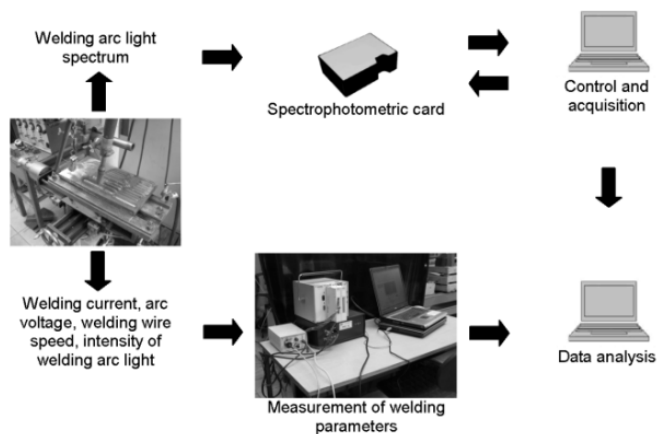 Welding arc light
spectrum
Spectrophotometric card
Control and
acquisition
Welding current, arc
voltage, welding wire
speed, intensity of
welding arc light
Measurement of welding
parameters
Data analysis